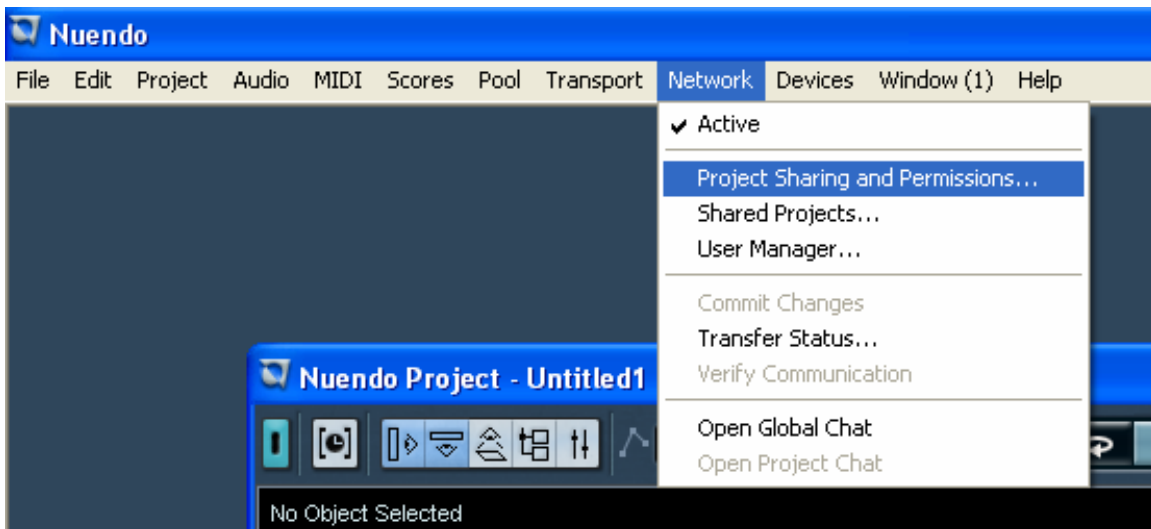 Nuendo
File Edit Project Audio MIDI Scores Pool Transport Network Devices Window (1) Help
Active
Project Sharing and Permissions...
Shared Projects...
User Manager...
Commit Changes
Transfer Status...
Verify Communication
Open Global Chat
Open Project Chat
Nuendo Project - Untitled1
No Object Selected